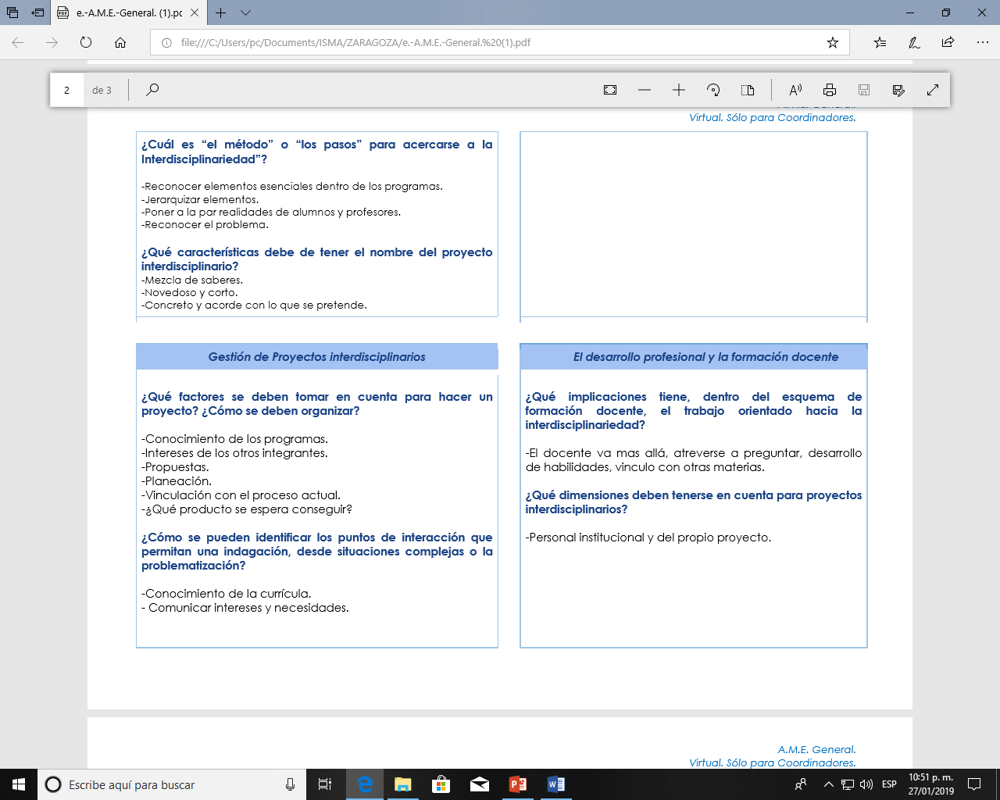 e.-A.M.E.-General. (1).pc
file:///C:/Users/pc/Documents/ISMA/ZARAGOZA/e.-A.M.E.-General.%20(1).pdf
2 de 3
Virtual. Sólo para Coordinadores.
¿Cuál es “el método” o “los pasos” para acercarse a la
Interdisciplinariedad”?
-Reconocer elementos esenciales dentro de los programas.
-Jerarquizar elementos.
-Poner a la par realidades de alumnos y profesores.
-Reconocer el problema.
¿Qué características debe de tener el nombre del proyecto
interdisciplinario?
-Mezcla de saberes.
-Novedoso y corto.
-Concreto y acorde con lo que se pretende.
Gestión de Proyectos interdisciplinarios
¿Qué factores se deben tomar en cuenta para hacer un
proyecto? ¿Cómo se deben organizar?
-Conocimiento de los programas.
-Intereses de los otros integrantes.
-Propuestas.
-Planeación.
-Vinculación con el proceso actual.
-¿Qué producto se espera conseguir?
¿Cómo se pueden identificar los puntos de interacción que
permitan una indagación, desde situaciones complejas o la
problematización?
-Conocimiento de la currícula.
- Comunicar intereses y necesidades.
El desarrollo profesional y la formación docente
¿Qué implicaciones tiene, dentro del esquema de
formación docente, el trabajo orientado hacia la
interdisciplinariedad?
-El docente va mas allá, atreverse a preguntar, desarrollo
de habilidades, vinculo con otras materias.
¿Qué dimensiones deben tenerse en cuenta para proyectos
interdisciplinarios?
-Personal institucional y del propio proyecto.
A.M.E. General.
Virtual. Sólo para Coordinadores.
Escribe aquí para buscar
ESP
10:51 p. m.
27/01/2019